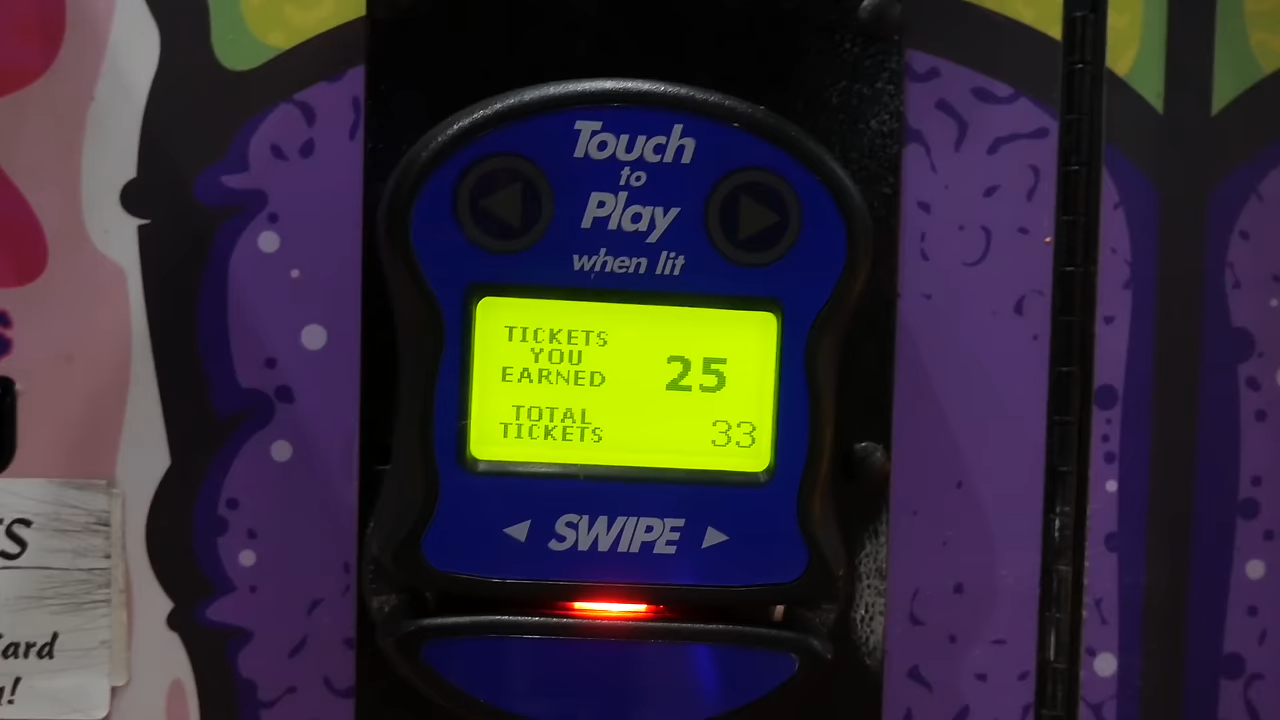 Touch
to
Play
when lit
TICKETS
YOU
EARNED
25
TOTAL
TICKETS
33
SWIPE